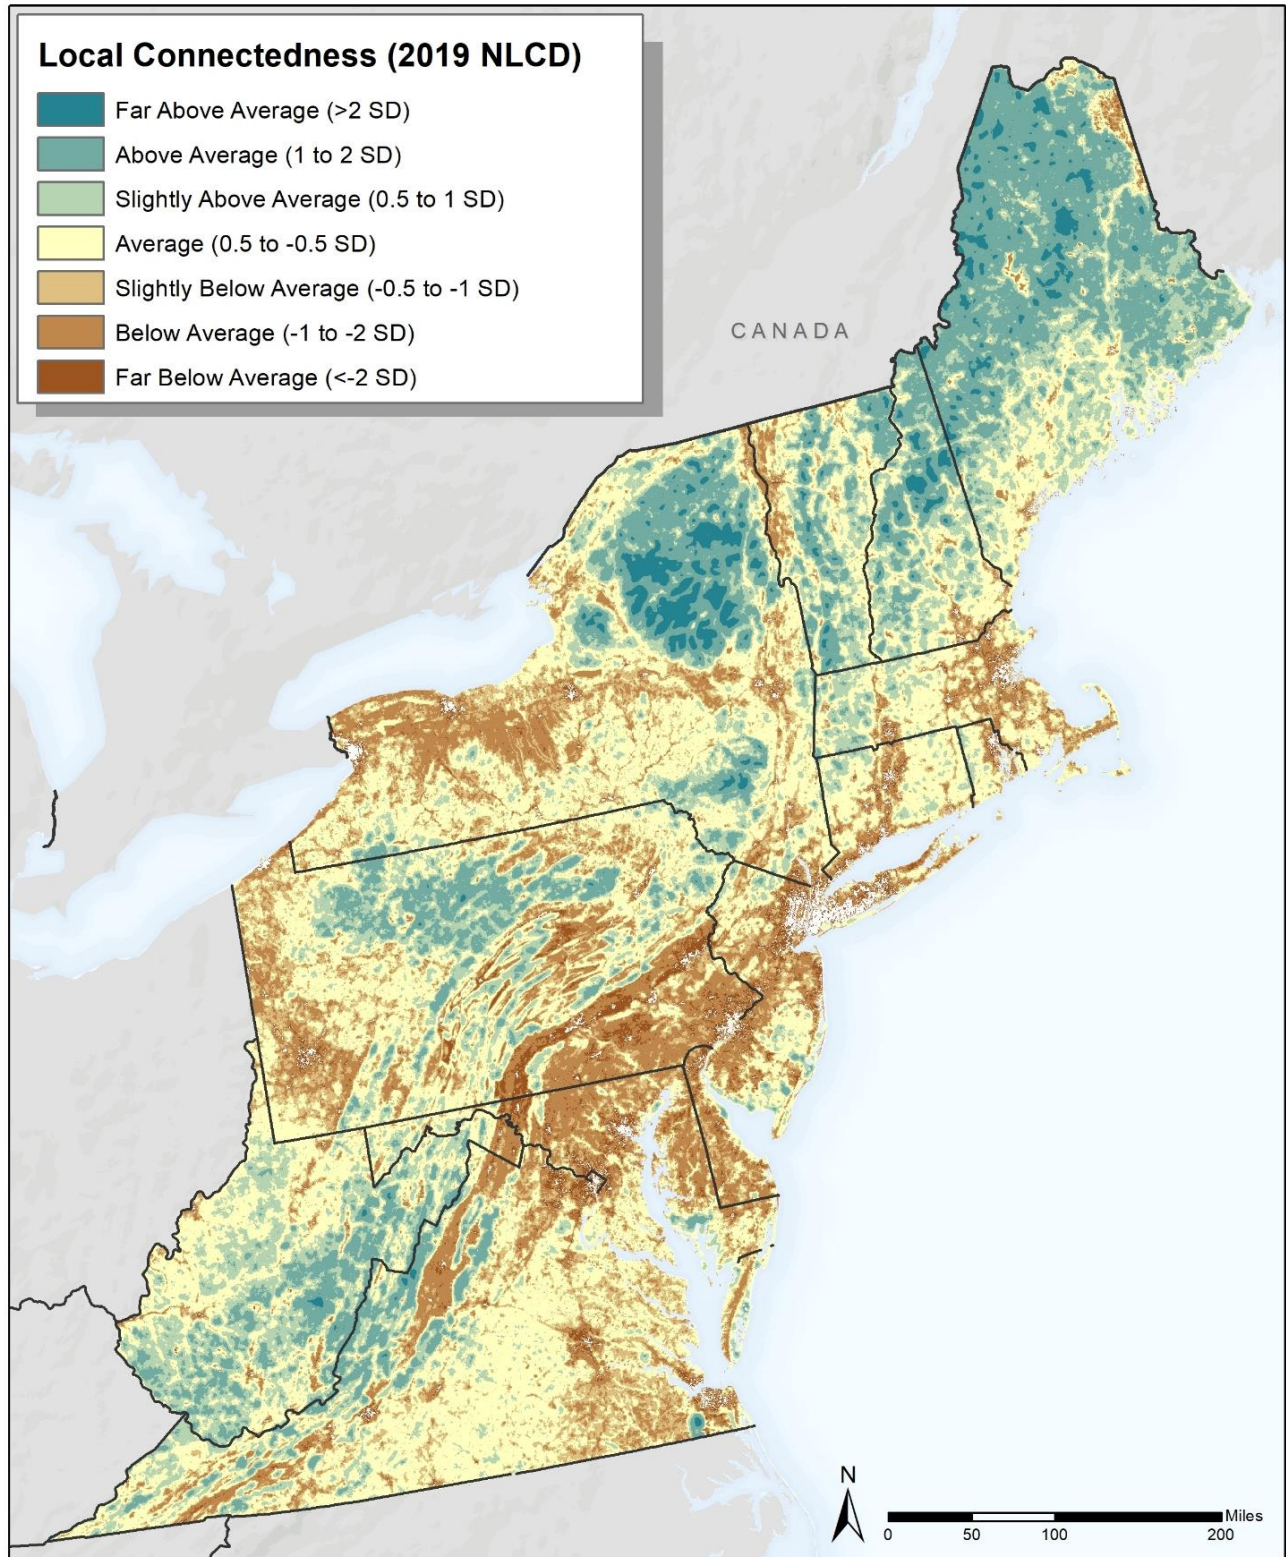 Local Connectedness (2019 NLCD)
Far Above Average (>2 SD)
Above Average (1 to 2 SD)
Slightly Above Average (0.5 to 1 SD)
Average (0.5 to -0.5 SD)
Slightly Below Average (-0.5 to -1 SD)
Below Average (-1 to -2 SD)
Far Below Average (<-2 SD)
CANADA
N
Miles
0 50 100 200